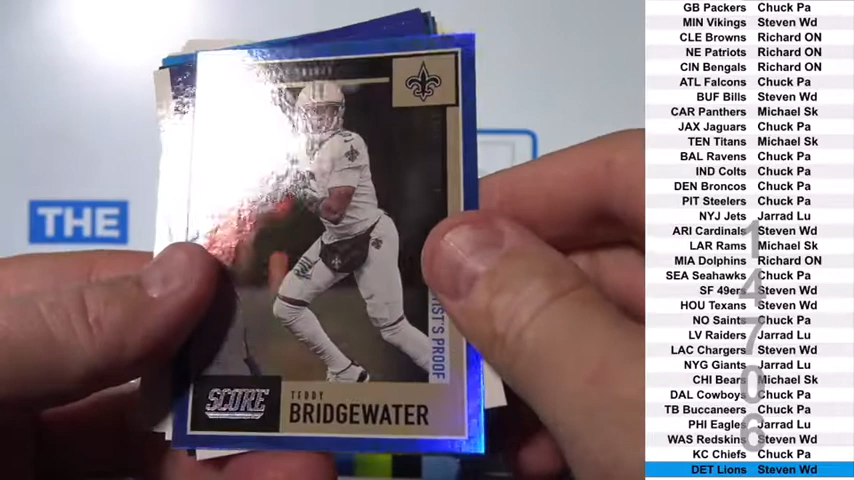 THE
ARTIST'S PROOF
SCORE
TEDDY
BRIDGEWATER
GB Packers Chuck Pa
MIN Vikings Steven Wd
CLE Browns Richard ON
NE Patriots Richard ON
CIN Bengals Richard ON
ATL Falcons Chuck Pa
BUF Bills Steven Wd
CAR Panthers Michael Sk
JAX Jaguars Chuck Pa
TEN Titans Michael Sk
BAL Ravens Chuck Pa
IND Colts Chuck Pa
DEN Broncos Chuck Pa
PIT Steelers Chuck Pa
NYJ Jets Jarrad Lu
ARI Cardinals Steven Wd
LAR Rams Michael Sk
MIA Dolphins Richard ON
SEA Seahawks Chuck Pa
SF 49ers Steven Wd
HOU Texans Steven Wd
NO Saints Chuck Pa
LV Raiders Jarrad Lu
LAC Chargers Steven Wd
NYG Giants Jarrad Lu
CHI Bears Michael Sk
DAL Cowboys Chuck Pa
TB Buccaneers Chuck Pa
PHI Eagles Jarrad Lu
WAS Redskins Steven Wd
KC Chiefs Chuck Pa
DET Lions Steven Wd
14706